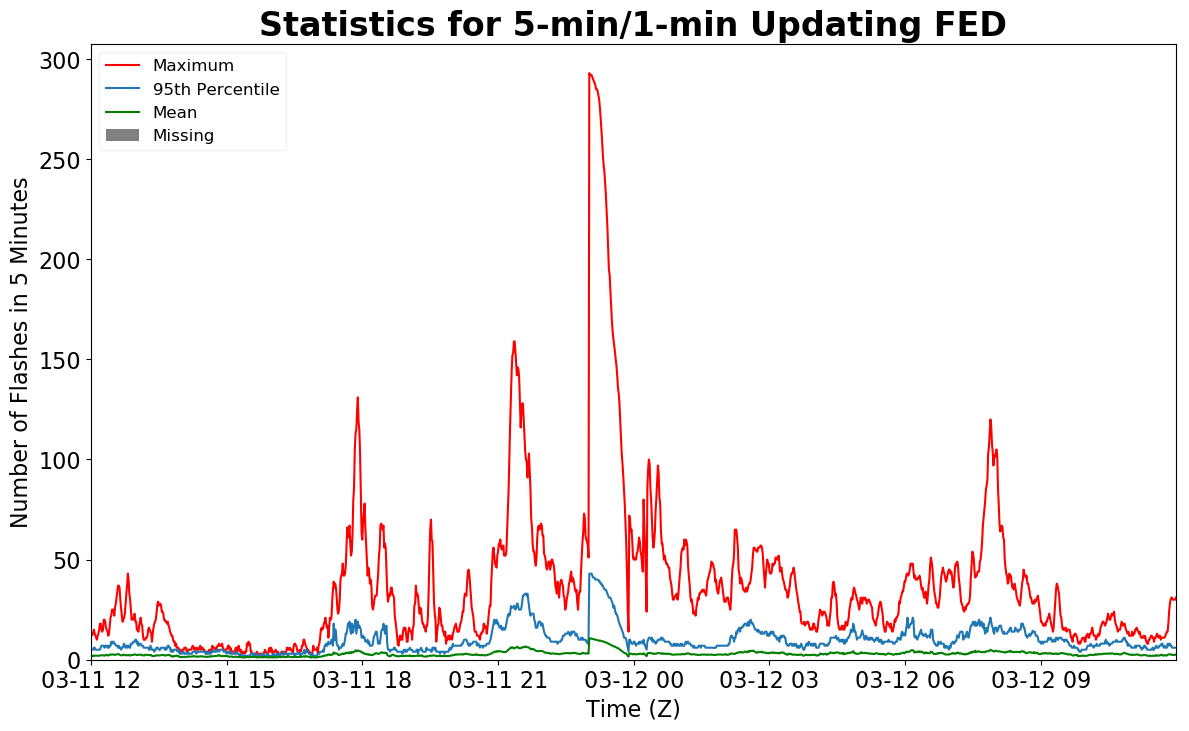 Statistics for 5-min/1-min Updating FED
Number of Flashes in 5 Minutes
300
250
200
150
100
50
0
Maximum
95th Percentile
Mean
Missing
03-11 12
03-11 15
03-11 18
03-11 21
03-12 00
03-12 03
03-12 06
03-12 09
Time (Z)